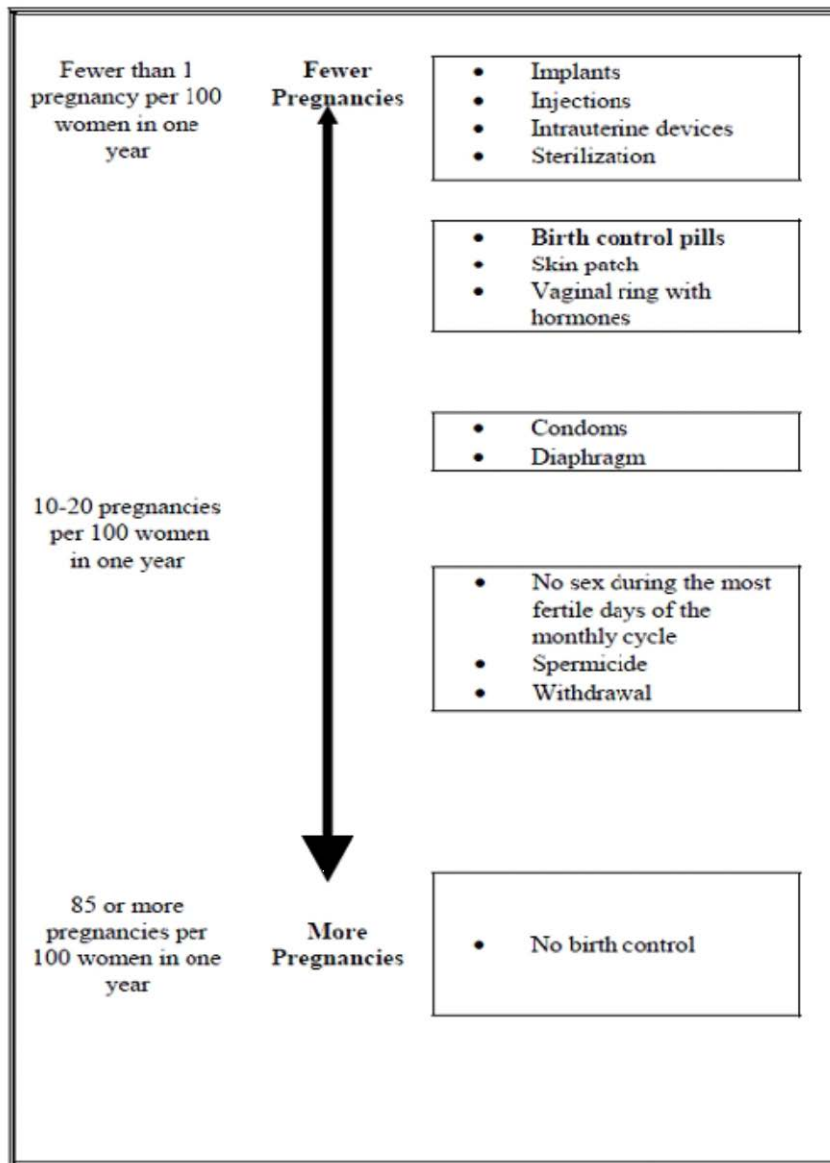 Fewer than 1
pregnancy per 100
women in one
year
Fewer
Pregnancies
• Implants
• Injections
• Intrauterine devices
• Sterilization
• Birth control pills
• Skin patch
• Vaginal ring with
hormones
• Condoms
• Diaphragm
10-20 pregnancies
per 100 women
in one year
• No sex during the most
fertile days of the
monthly cycle
• Spermicide
• Withdrawal
85 or more
pregnancies per
100 women in one
year
More
Pregnancies
• No birth control